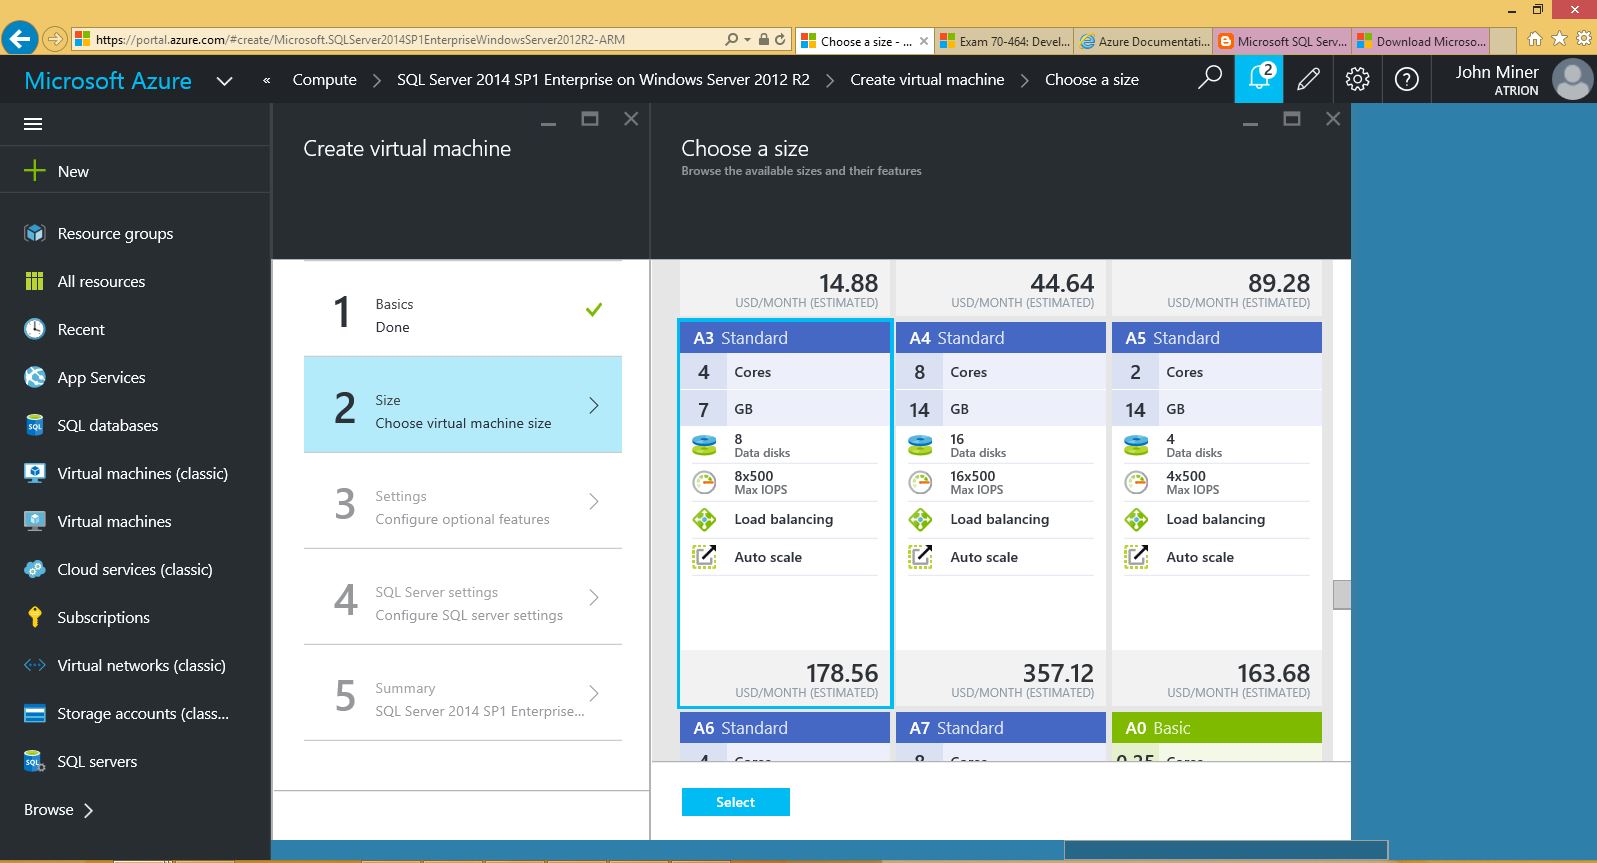 https://portal.azure.com/#create/Microsoft.SQLServer2014SP1EnterpriseWindowsServer2012R2-ARM
Choose a size - ...
Exam 70-464: Devel...
Azure Documentati...
Microsoft SQL Serv...
Download Microso...
Microsoft Azure
«
Compute
SQL Server 2014 SP1 Enterprise on Windows Server 2012 R2
Create virtual machine
Choose a size
2
John Miner
ATRION
New
Resource groups
All resources
Recent
App Services
SQL
SQL databases
Virtual machines (classic)
Virtual machines
Cloud services (classic)
Subscriptions
Virtual networks (classic)
Storage accounts (class...
SQL
SQL servers
Browse
Create virtual machine
1
Basics
Done
2
Size
Choose virtual machine size
3
Settings
Configure optional features
4
SQL Server settings
Configure SQL server settings
5
Summary
SQL Server 2014 SP1 Enterprise...
Choose a size
Browse the available sizes and their features
14.88
USD/MONTH (ESTIMATED)
44.64
USD/MONTH (ESTIMATED)
89.28
USD/MONTH (ESTIMATED)
A3 Standard
4 Cores
7 GB
8
Data disks
8x500
Max IOPS
Load balancing
Auto scale
178.56
USD/MONTH (ESTIMATED)
A4 Standard
8 Cores
14 GB
16
Data disks
16x500
Max IOPS
Load balancing
Auto scale
357.12
USD/MONTH (ESTIMATED)
A5 Standard
2 Cores
14 GB
4
Data disks
4x500
Max IOPS
Load balancing
Auto scale
163.68
USD/MONTH (ESTIMATED)
A6 Standard
4 Cores
A7 Standard
8 Cores
A0 Basic
0.25 Cores
Select